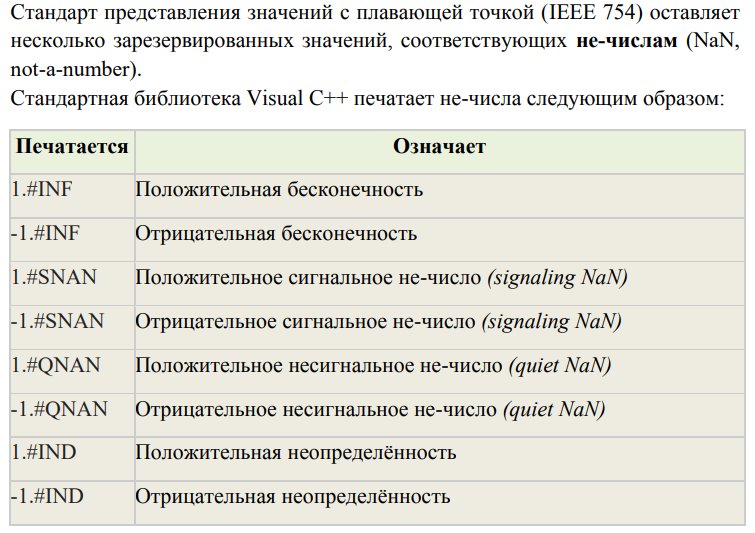 Стандарт представления значений с плавающей точкой (IEEE 754) оставляет
несколько зарезервированных значений, соответствующих не-числам (NaN,
not-a-number).
Стандартная библиотека Visual C++ печатает не-числа следующим образом:
Печатается Означает
1.#INF Положительная бесконечность
-1.#INF Отрицательная бесконечность
1.#SNAN Положительное сигнальное не-число (signaling NaN)
-1.#SNAN Отрицательное сигнальное не-число (signaling NaN)
1.#QNAN Положительное несигнальное не-число (quiet NaN)
-1.#QNAN Отрицательное несигнальное не-число (quiet NaN)
1.#IND Положительная неопределённость
-1.#IND Отрицательная неопределённость